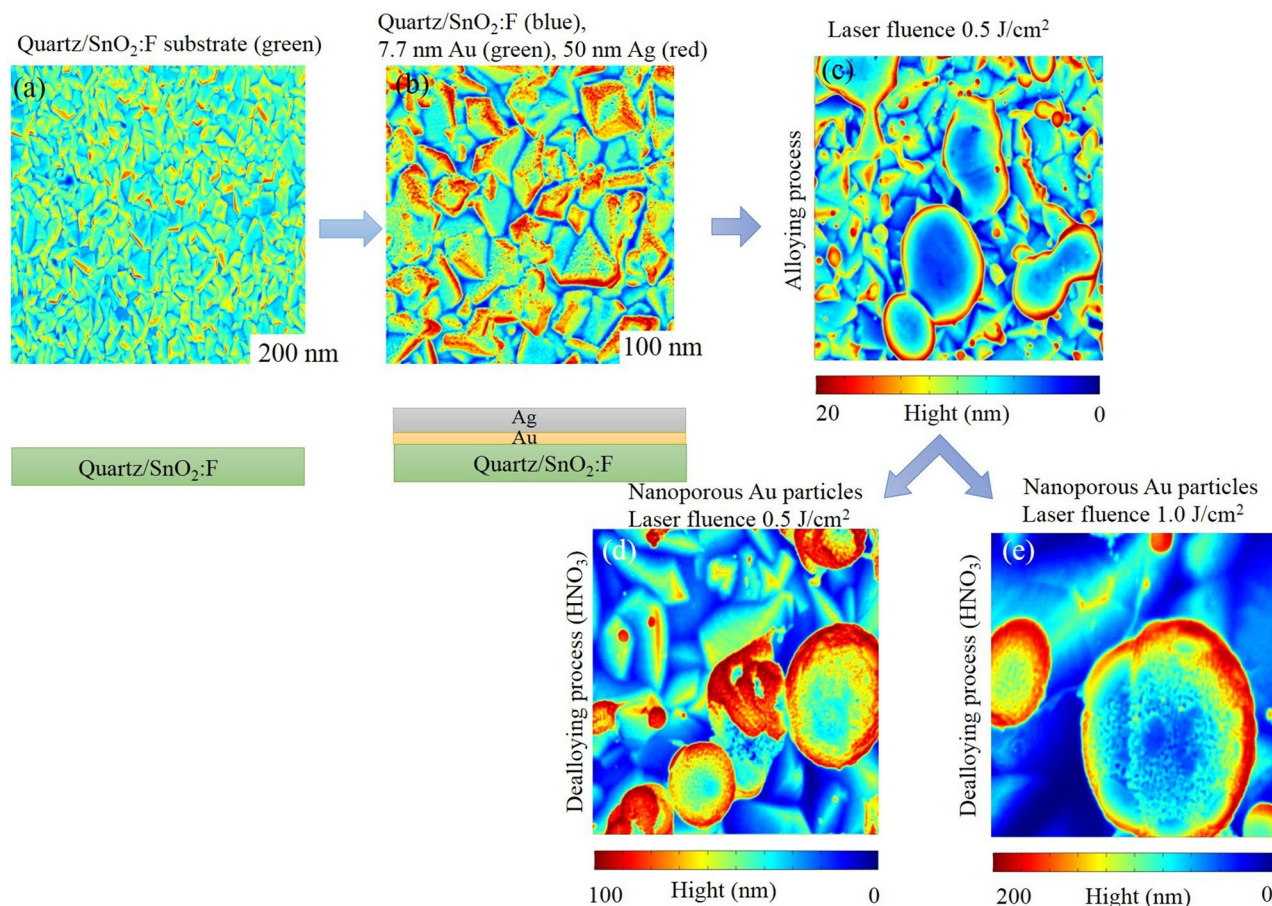 Quartz/SnO₂:F substrate (green)
(a)
200 nm
Quartz/SnO₂:F (blue),
7.7 nm Au (green), 50 nm Ag (red)
(b)
100 nm
Laser fluence 0.5 J/cm²
(c)
Alloying process
20 Hight (nm) 0
Quartz/SnO₂:F
Ag
Au
Quartz/SnO₂:F
Nanoporous Au particles
Laser fluence 0.5 J/cm²
(d)
Dealloying process (HNO₃)
100 Hight (nm) 0
Nanoporous Au particles
Laser fluence 1.0 J/cm²
(e)
Dealloying process (HNO₃)
200 Hight (nm) 0